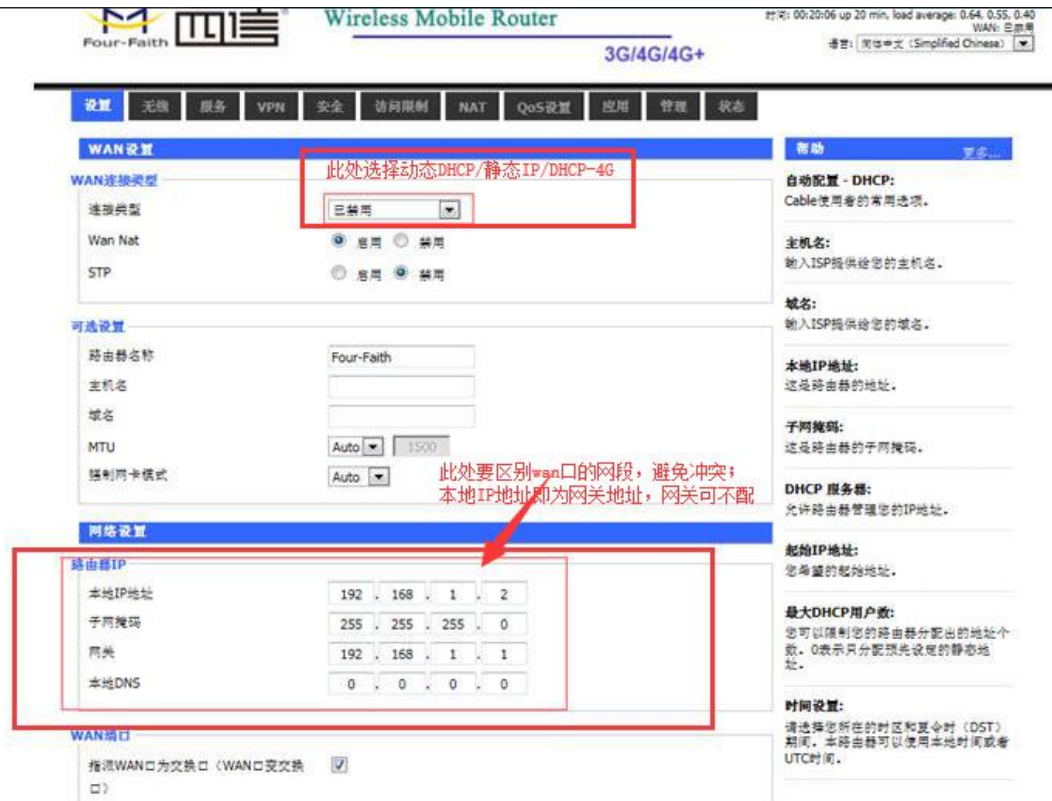 Four-Faith 四信®
Wireless Mobile Router
3G/4G/4G+
时间: 00:20:06 up 20 min, load average: 0.64, 0.55, 0.40
WAN: 已禁用
语言: 简体中文 (Simplified Chinese)
设置 无线 服务 VPN 安全 访问限制 NAT QoS设置 应用 管理 状态
WAN设置
WAN连接类型
此处选择动态DHCP/静态IP/DHCP-4G
连接类型 已禁用
Wan Nat 启用 禁用
STP 启用 禁用
可选设置
路由器名称 Four-Faith
主机名
域名
MTU Auto 1500
强制网卡模式 Auto
此处要区别wan口的网段，避免冲突；
本地IP地址即为网关地址，网关可不配
网络设置
路由器IP
本地IP地址 192 . 168 . 1 . 2
子网掩码 255 . 255 . 255 . 0
网关 192 . 168 . 1 . 1
本地DNS 0 . 0 . 0 . 0
WAN端口
指派WAN口为交换口（WAN口变交换
口）
帮助 更多...
自动配置 - DHCP:
Cable使用者的常用选项。
主机名:
输入ISP提供给您的主机名。
域名:
输入ISP提供给您的域名。
本地IP地址:
这是路由器的地址。
子网掩码:
这是路由器的子网掩码。
DHCP 服务器:
允许路由器管理您的IP地址。
起始IP地址:
您希望的起始地址。
最大DHCP用户数:
您可以限制您的路由器分配出的地址个
数。0表示只分配预先设定的静态地
址。
时间设置:
请选择您所在的时区和夏令时（DST）
期间。本路由器可以使用本地时间或者
UTC时间。